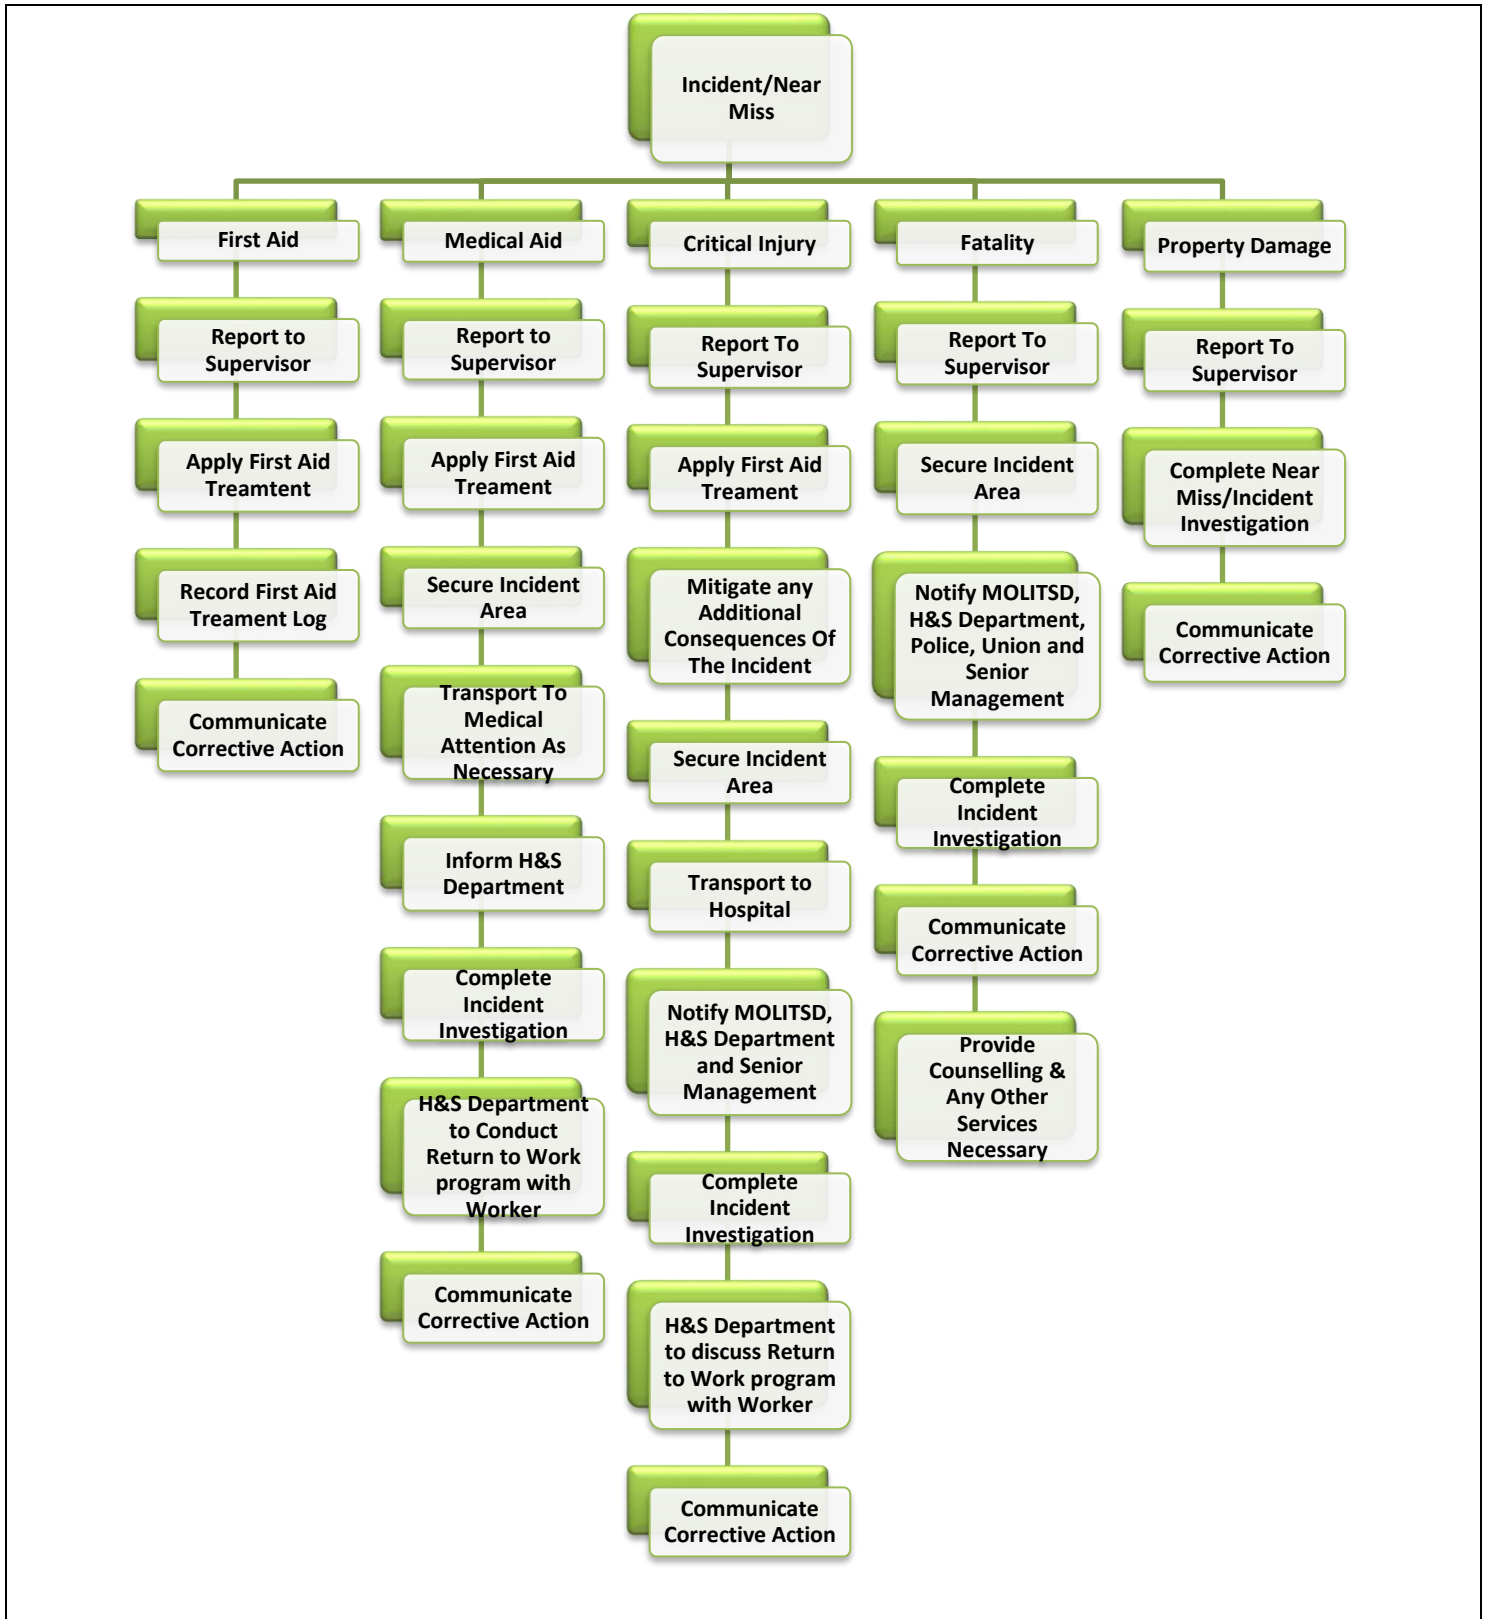 Incident/Near
Miss
First Aid
Report to
Supervisor
Apply First Aid
Treamtent
Record First Aid
Treament Log
Communicate
Corrective Action
Medical Aid
Report to
Supervisor
Apply First Aid
Treament
Secure Incident
Area
Transport To
Medical
Attention As
Necessary
Inform H&S
Department
Complete
Incident
Investigation
H&S Department
to Conduct
Return to Work
program with
Worker
Communicate
Corrective Action
Critical Injury
Report To
Supervisor
Apply First Aid
Treament
Mitigate any
Additional
Consequences Of
The Incident
Secure Incident
Area
Transport to
Hospital
Notify MOLITSD,
H&S Department
and Senior
Management
Complete
Incident
Investigation
H&S Department
to discuss Return
to Work program
with Worker
Communicate
Corrective Action
Fatality
Report To
Supervisor
Secure Incident
Area
Notify MOLITSD,
H&S Department,
Police, Union and
Senior
Management
Complete
Incident
Investigation
Communicate
Corrective Action
Provide
Counselling &
Any Other
Services
Necessary
Property Damage
Report To
Supervisor
Complete Near
Miss/Incident
Investigation
Communicate
Corrective Action